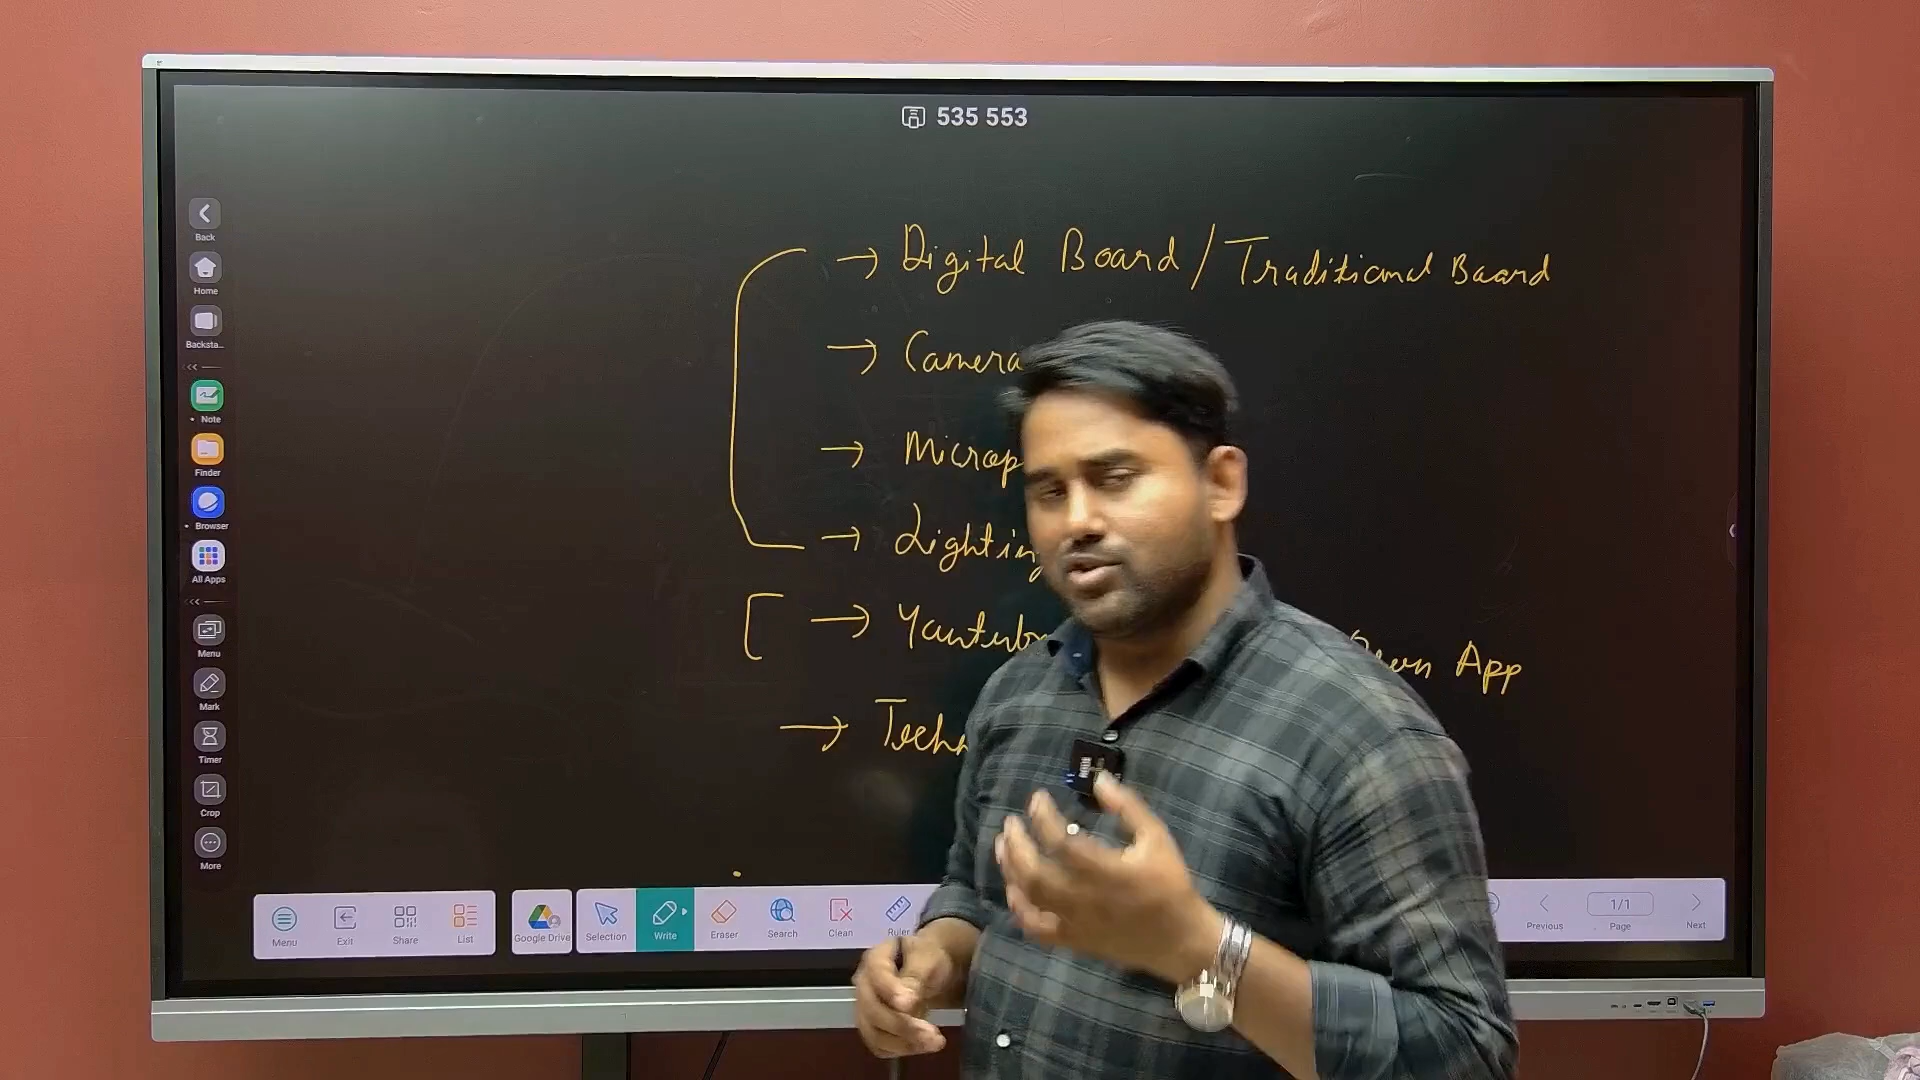 535 553
Back
Home
Backsta...
Note
Finder
Browser
All Apps
Menu
Mark
Timer
Crop
More
→ Digital Board / Traditional Board
→ Camera
→ Microp
→ Lighting
→
App
→ Techn
Menu
Exit
Share
List
Google Drive
Selection
Write
Eraser
Search
Clean
Ruler
Previous
1/1
Page
Next